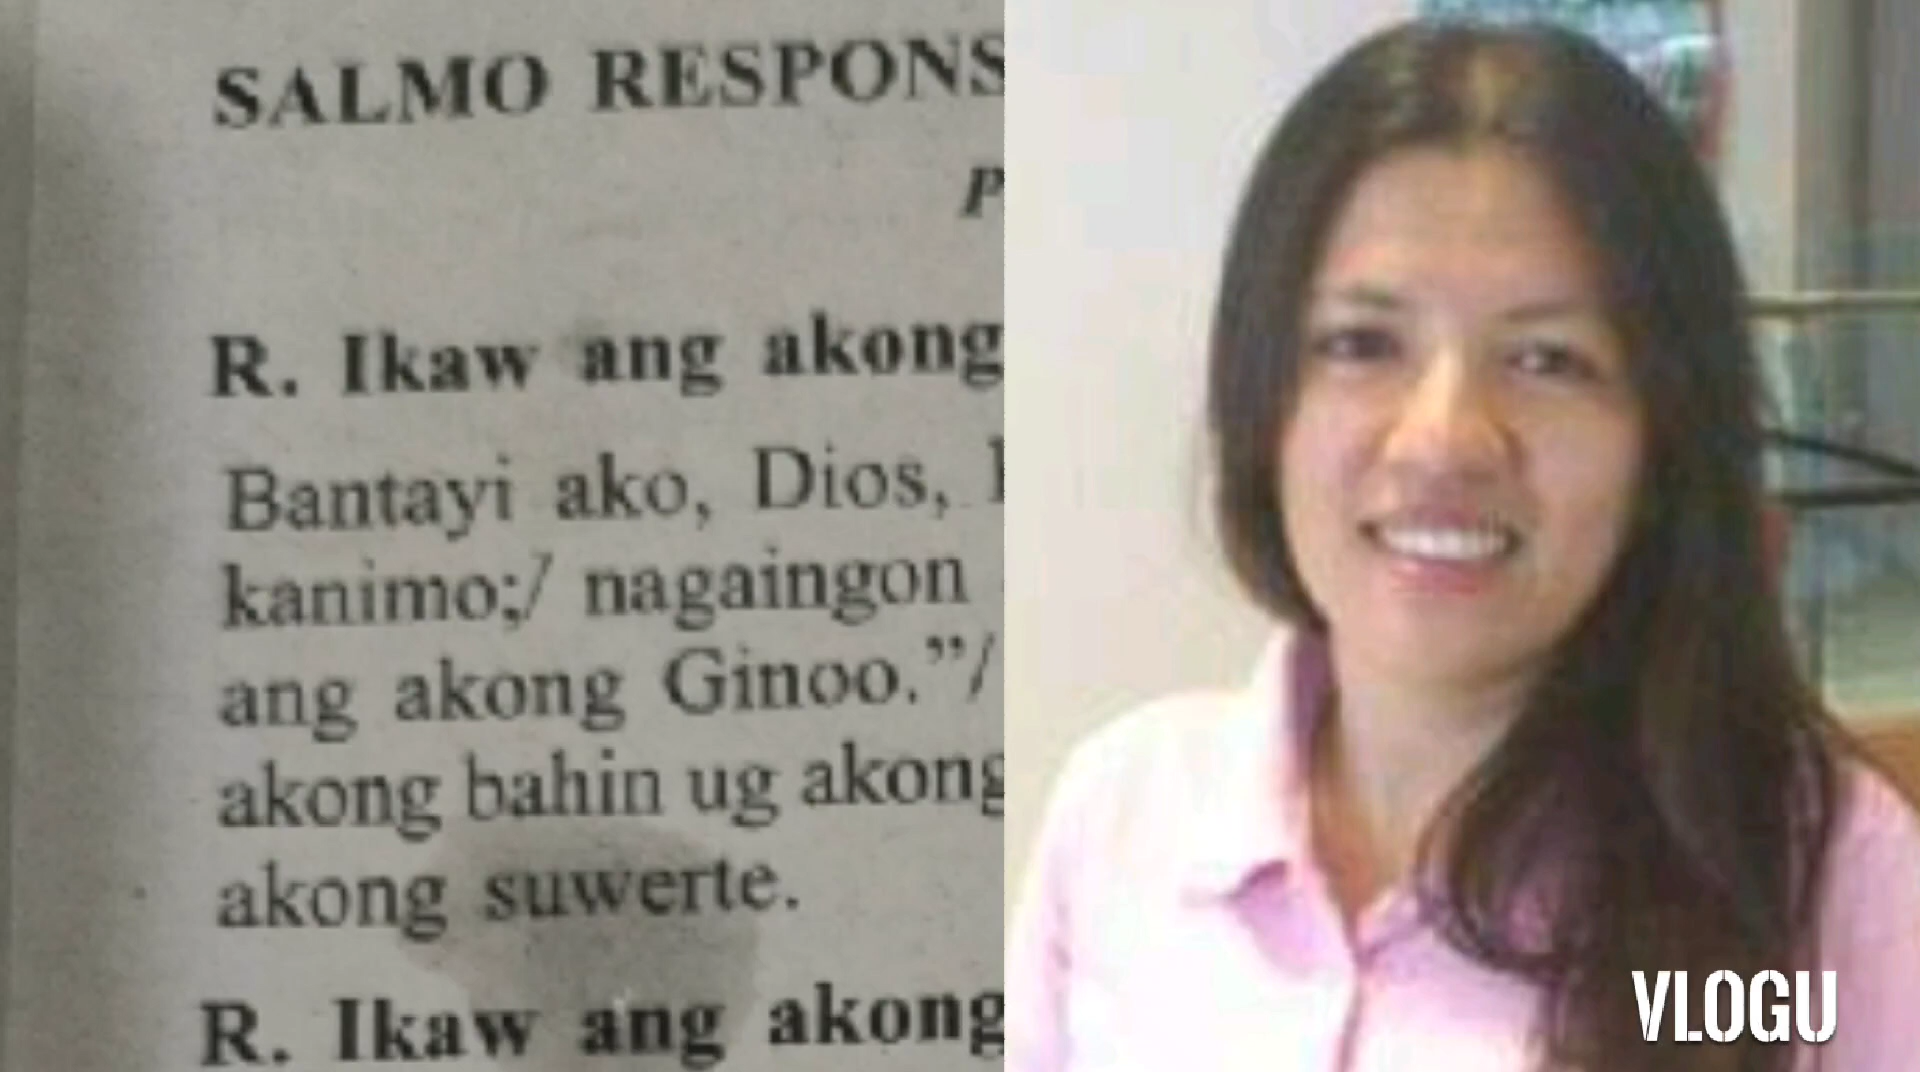 SALMO RESPONS
P
R. Ikaw ang akong
Bantayi ako, Dios,
kanimo;/ nagaingon
ang akong Ginoo.”/
akong bahin ug akong
akong suwerte.
R. Ikaw ang akong
VLOGU